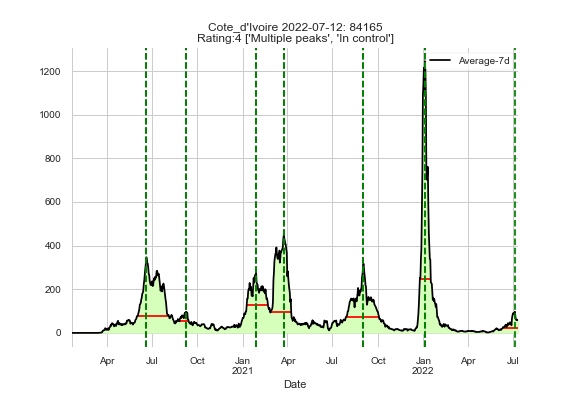 Cote_d'Ivoire 2022-07-12: 84165
Rating:4 ['Multiple peaks', 'In control']
Average-7d
1200
1000
800
600
400
200
0
Apr Jul Oct Jan Apr Jul Oct Jan Apr Jul
2021 2022
Date